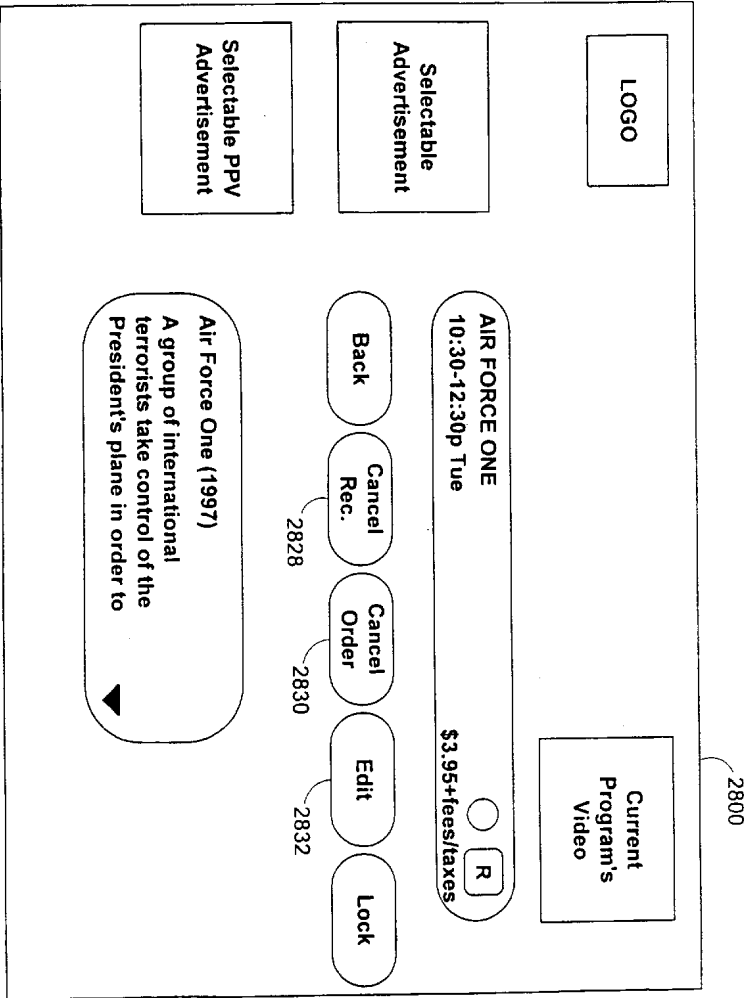 2800
LOGO
Current
Program's
Video
AIR FORCE ONE
10:30-12:30p Tue
R
$3.95+fees/taxes
Selectable
Advertisement
Back
Cancel
Rec.
Cancel
Order
Edit
Lock
2828
2830
2832
Selectable PPV
Advertisement
Air Force One (1997)
A group of international
terrorists take control of the
President's plane in order to